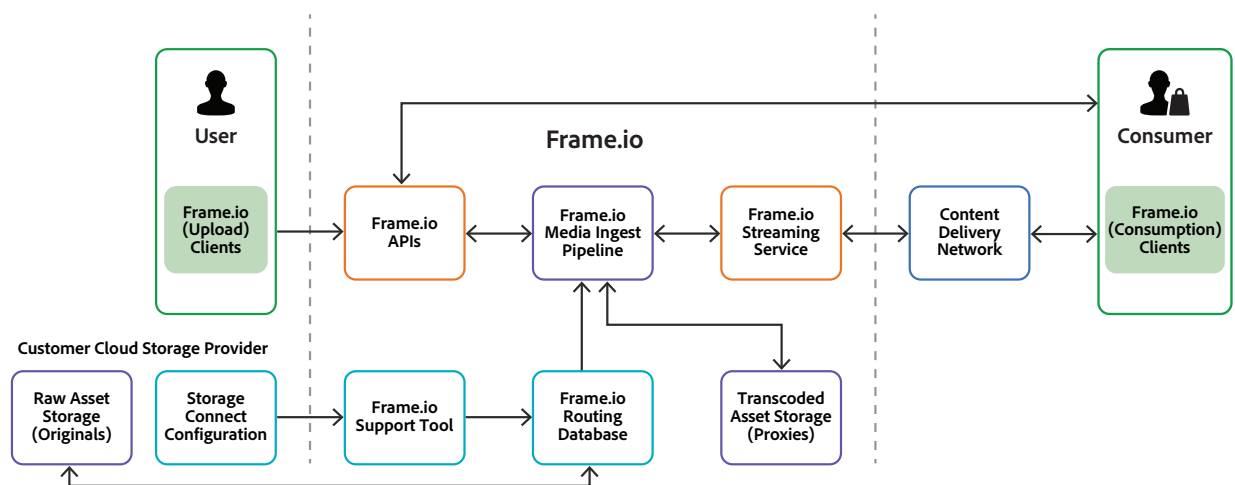 Frame.io
User
Consumer
Frame.io
(Upload)
Clients
Frame.io
APIs
Frame.io
Media Ingest
Pipeline
Frame.io
Streaming
Service
Content
Delivery
Network
Frame.io
(Consumption)
Clients
Customer Cloud Storage Provider
Raw Asset
Storage
(Originals)
Storage
Connect
Configuration
Frame.io
Support Tool
Frame.io
Routing
Database
Transcoded
Asset Storage
(Proxies)